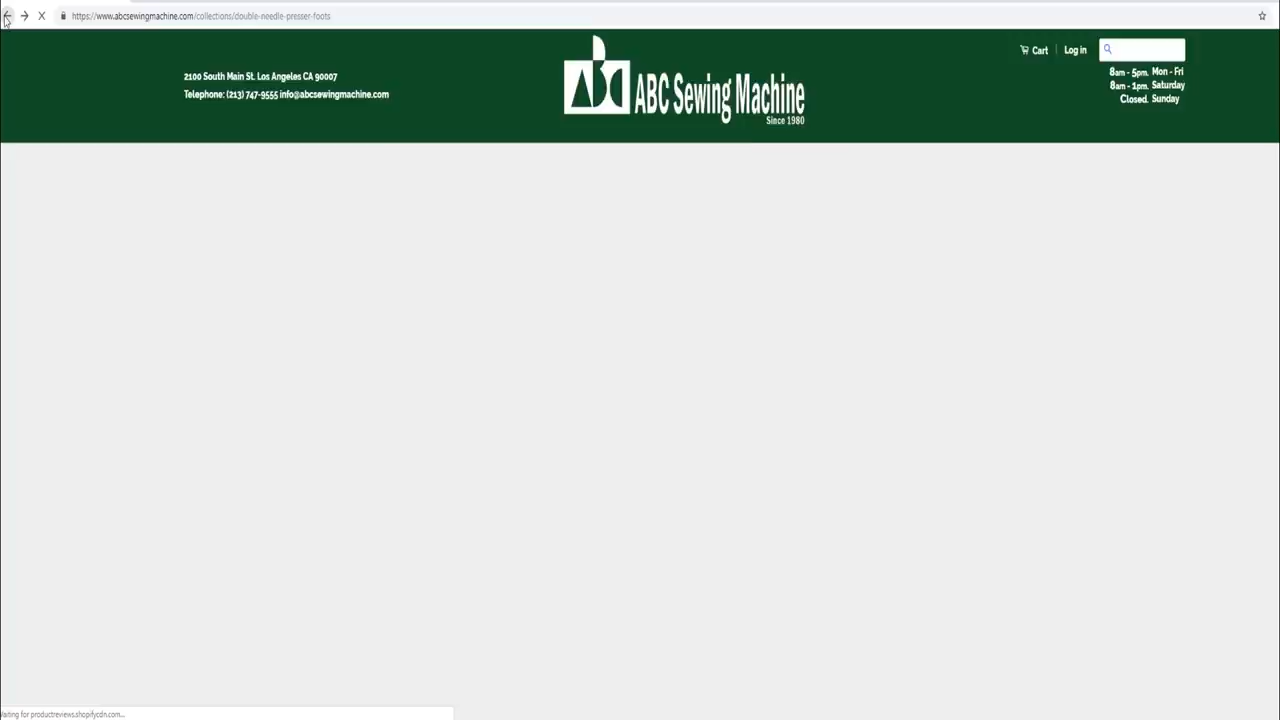 https://www.abcsewingmachine.com/collections/double-needle-presser-foots
2100 South Main St. Los Angeles CA 90007
Telephone: (213) 747-9555 info@abcsewingmachine.com
abc
ABC Sewing Machine
Since 1980
Cart
Log in
8am - 5pm. Mon - Fri
8am - 1pm. Saturday
Closed. Sunday
Waiting for productreviews.shopifycdn.com...